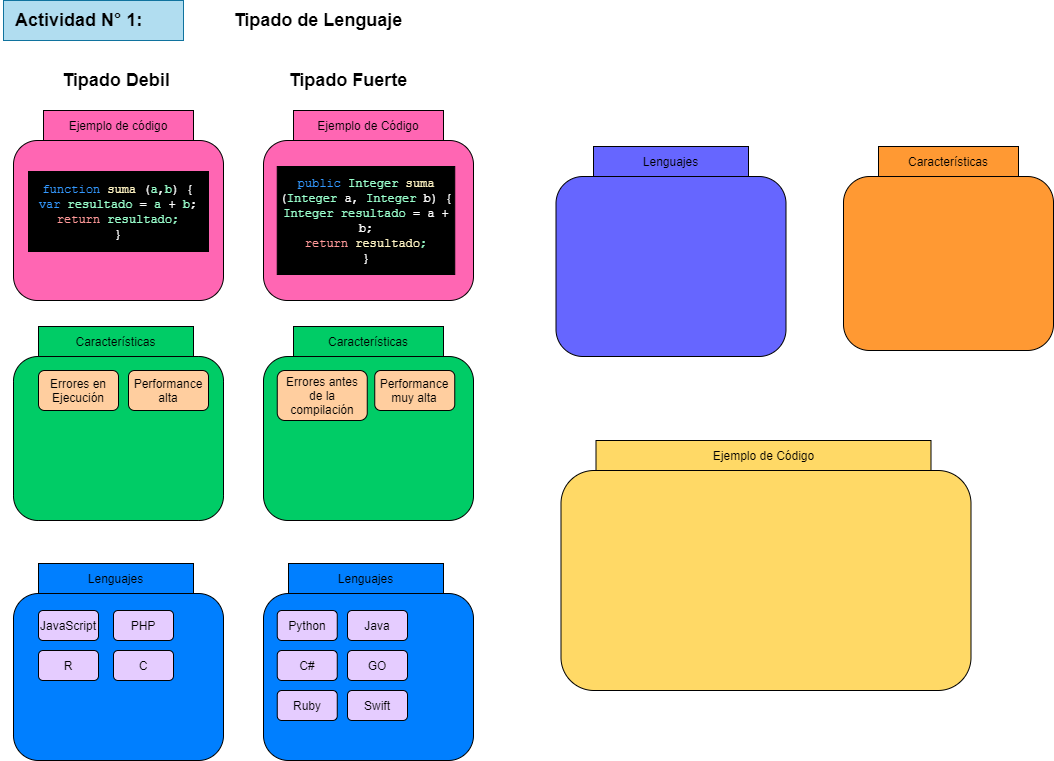 Actividad N° 1:
Tipado de Lenguaje
Tipado Debil
Tipado Fuerte
Ejemplo de código
function suma (a,b) {
var resultado = a + b;
return resultado;
}
Ejemplo de Código
public Integer suma
(Integer a, Integer b) {
Integer resultado = a +
b;
return resultado;
}
Características
Errores en
Ejecución
Performance
alta
Características
Errores antes
de la
compilación
Performance
muy alta
Lenguajes
JavaScript
PHP
R
C
Lenguajes
Python
Java
C#
GO
Ruby
Swift
Lenguajes
Características
Ejemplo de Código